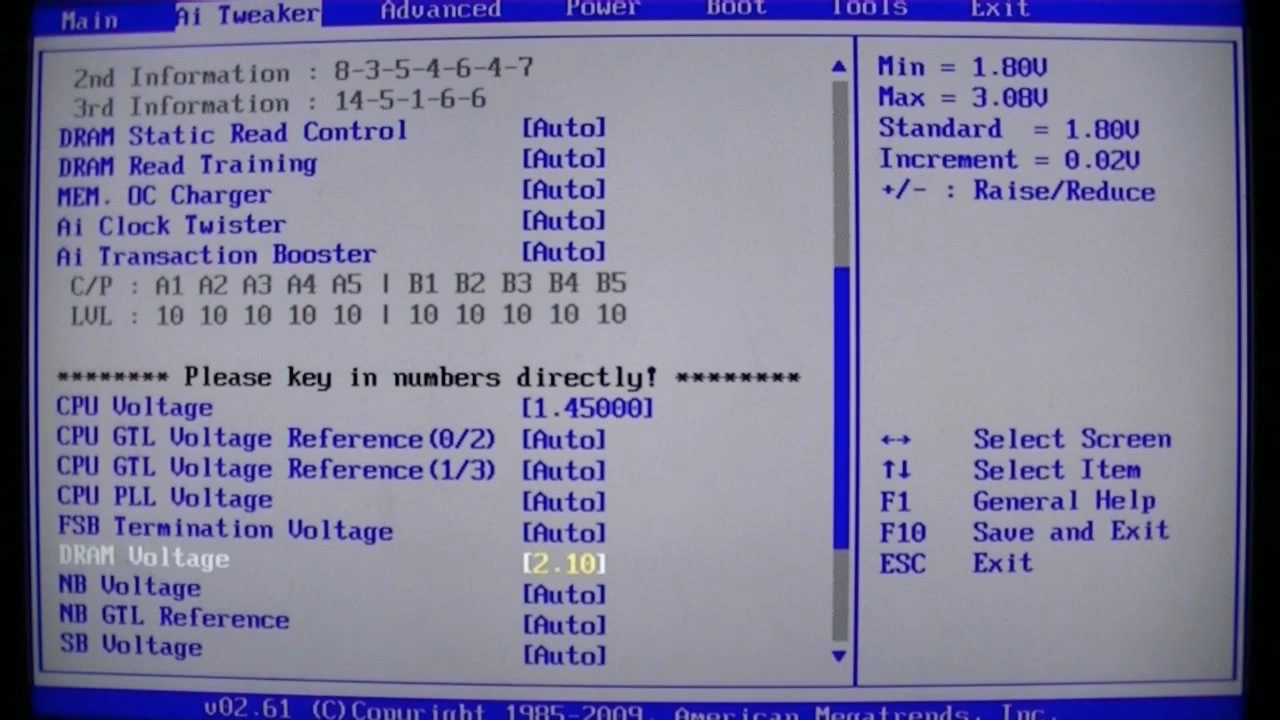 Main Ai Tweaker Advanced Power Boot Tools Exit
2nd Information : 8-3-5-4-6-4-7
3rd Information : 14-5-1-6-6
DRAM Static Read Control [Auto]
DRAM Read Training [Auto]
MEM. OC Charger [Auto]
Ai Clock Twister [Auto]
Ai Transaction Booster [Auto]
C/P : A1 A2 A3 A4 A5 | B1 B2 B3 B4 B5
LVL : 10 10 10 10 10 | 10 10 10 10 10
******** Please key in numbers directly! ********
CPU Voltage [1.45000]
CPU GTL Voltage Reference(0/2) [Auto]
CPU GTL Voltage Reference(1/3) [Auto]
CPU PLL Voltage [Auto]
FSB Termination Voltage [Auto]
DRAM Voltage [2.10]
NB Voltage [Auto]
NB GTL Reference [Auto]
SB Voltage [Auto]
Min = 1.80V
Max = 3.08V
Standard = 1.80V
Increment = 0.02V
+/- : Raise/Reduce
↔ Select Screen
↑↓ Select Item
F1 General Help
F10 Save and Exit
ESC Exit
v02.61 (C)Copyright 1985-2009, American Megatrends, Inc.